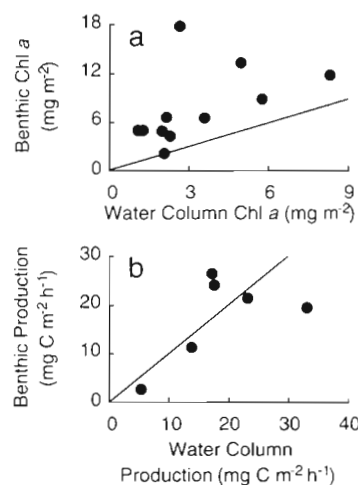 a
Benthic Chl a
(mg m-2)
18
12
6
0
0 3 6 9
Water Column Chl a (mg m-2)
b
Benthic Production
(mg C m-2 h-1)
30
20
10
0
0 10 20 30 40
Water Column
Production (mg C m-2 h-1)